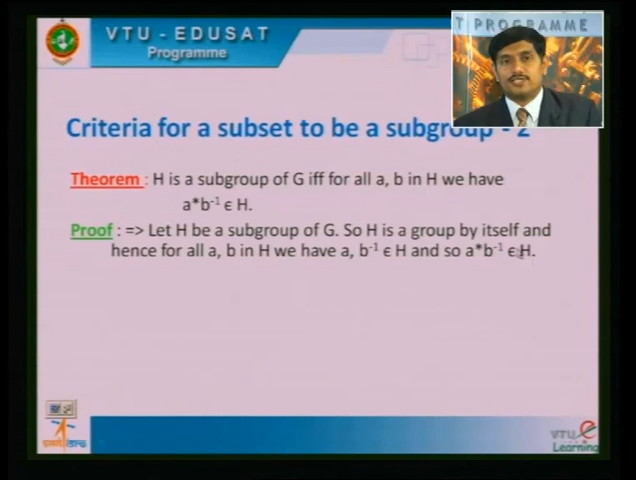 VTU - EDUSAT
Programme
T PROGRAMME
Criteria for a subset to be a subgroup - 2
Theorem : H is a subgroup of G iff for all a, b in H we have
a*b⁻¹ ϵ H.
Proof : => Let H be a subgroup of G. So H is a group by itself and
hence for all a, b in H we have a, b⁻¹ ϵ H and so a*b⁻¹ ϵ H.
VTU e
Learning